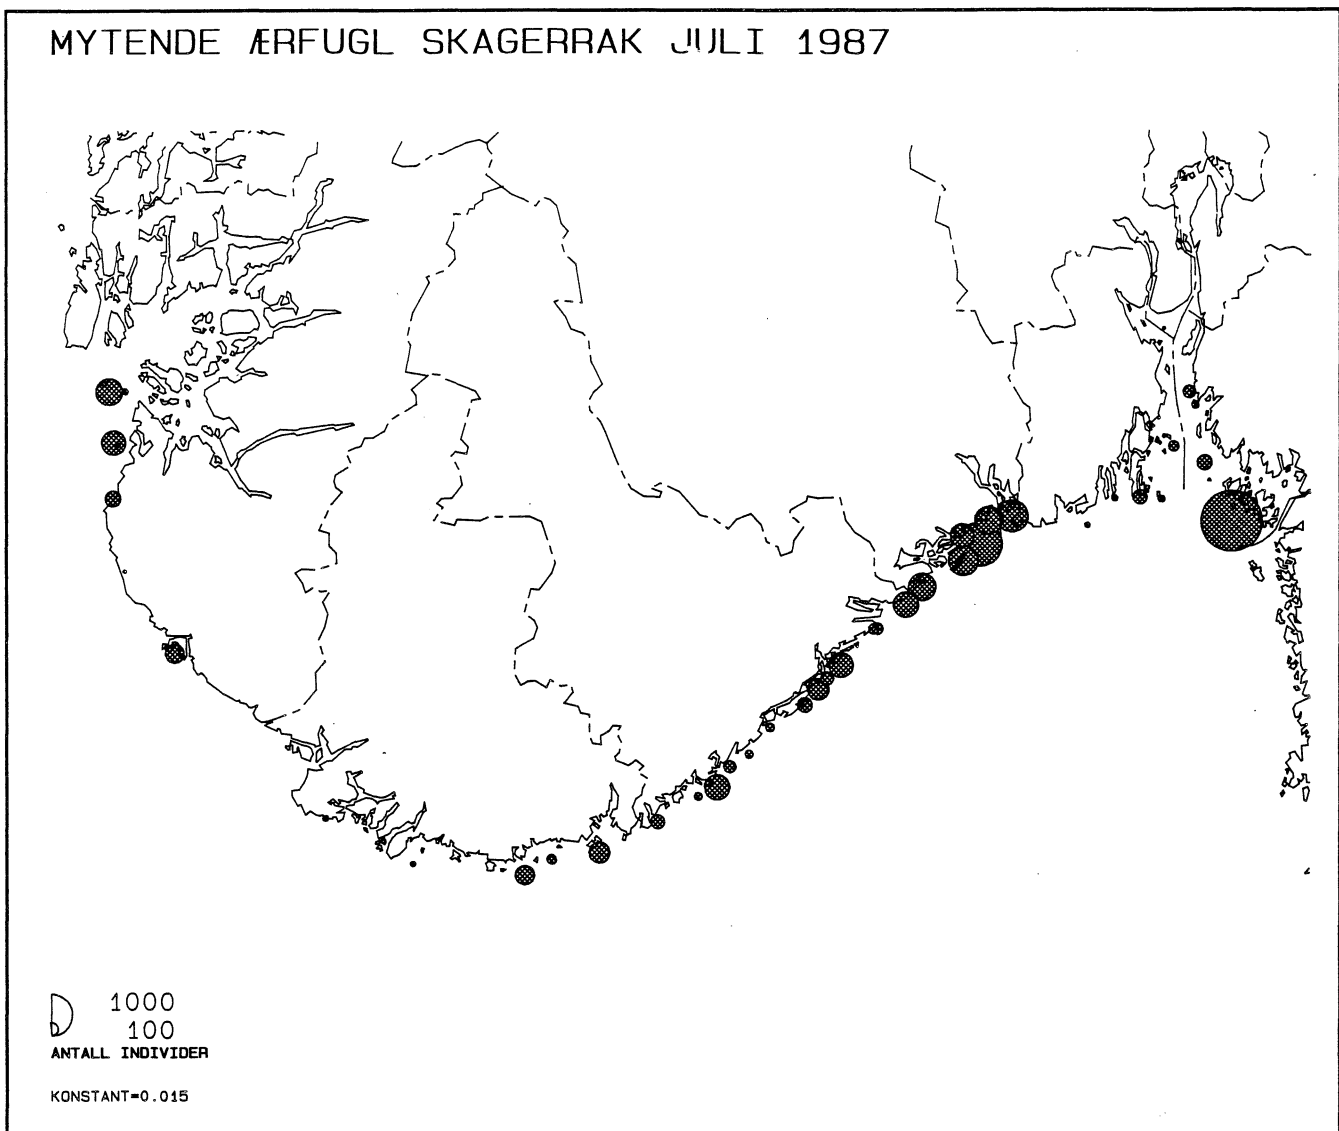 MYTENDE ÆRFUGL SKAGERRAK JULI 1987
1000
100
ANTALL INDIVIDER
KONSTANT=0.015